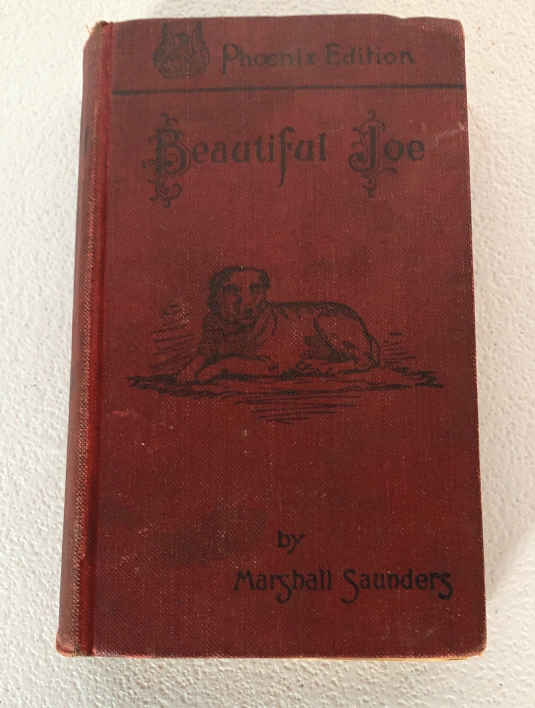 Phoenix Edition
Beautiful Joe
by
Marshall Saunders